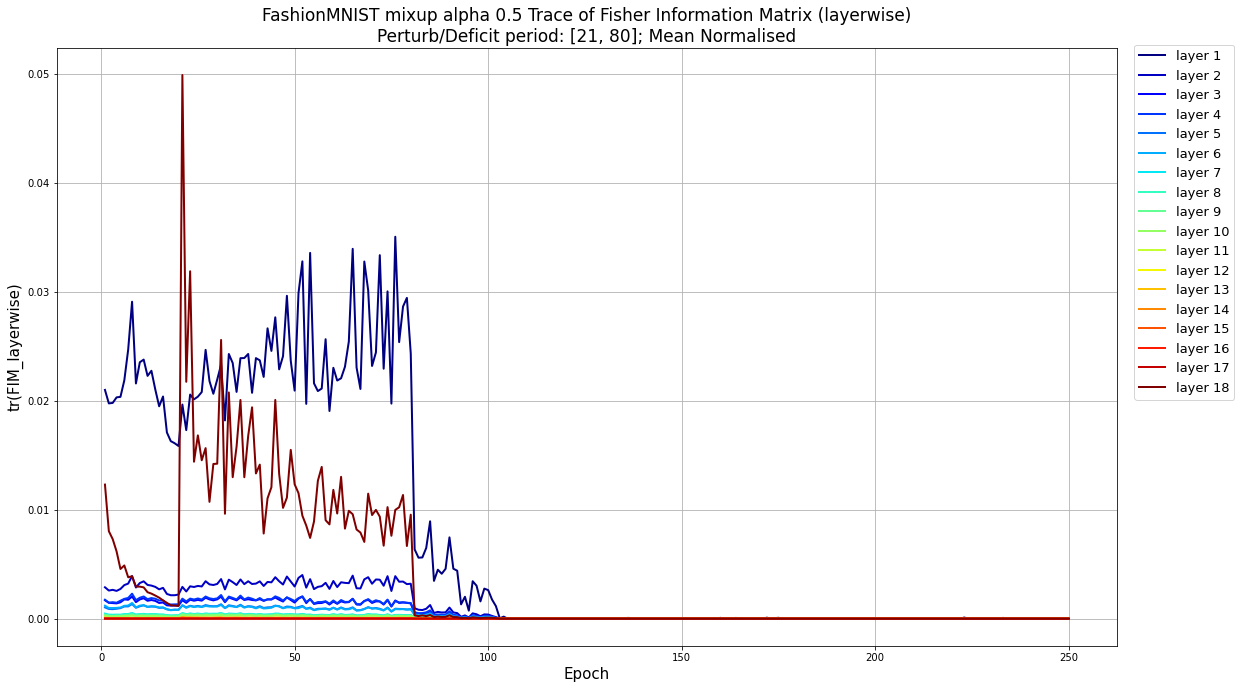 FashionMNIST mixup alpha 0.5 Trace of Fisher Information Matrix (layerwise)
Perturb/Deficit period: [21, 80]; Mean Normalised
tr(FIM_layerwise)
0.05
0.04
0.03
0.02
0.01
0.00
0
50
100
150
200
250
Epoch
layer 1
layer 2
layer 3
layer 4
layer 5
layer 6
layer 7
layer 8
layer 9
layer 10
layer 11
layer 12
layer 13
layer 14
layer 15
layer 16
layer 17
layer 18